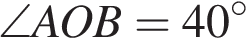 ∠AOB = 40°